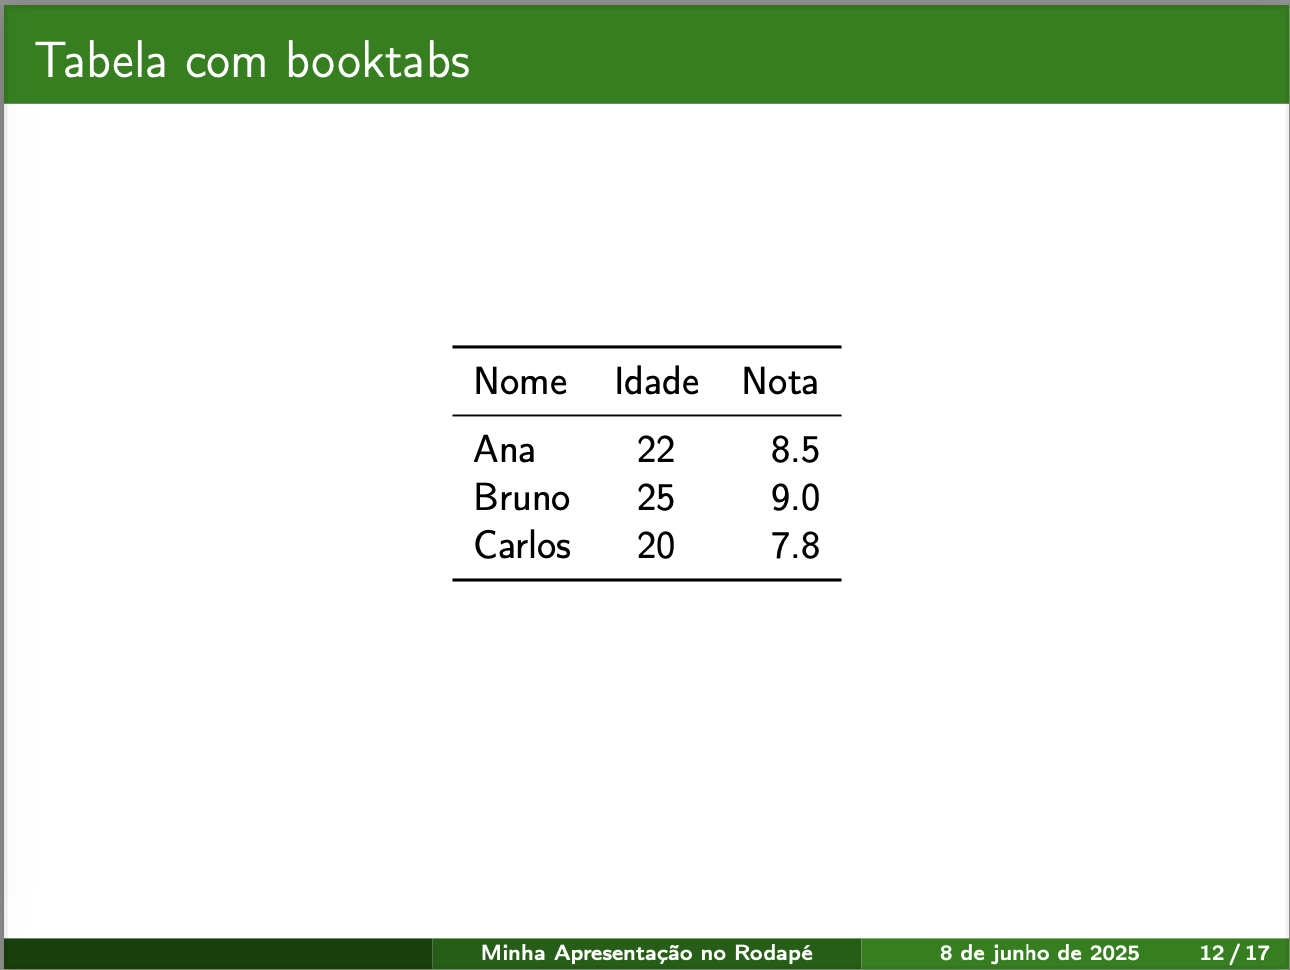 Tabela com booktabs
Nome Idade Nota
Ana 22 8.5
Bruno 25 9.0
Carlos 20 7.8
Minha Apresentação no Rodapé 8 de junho de 2025 12 / 17